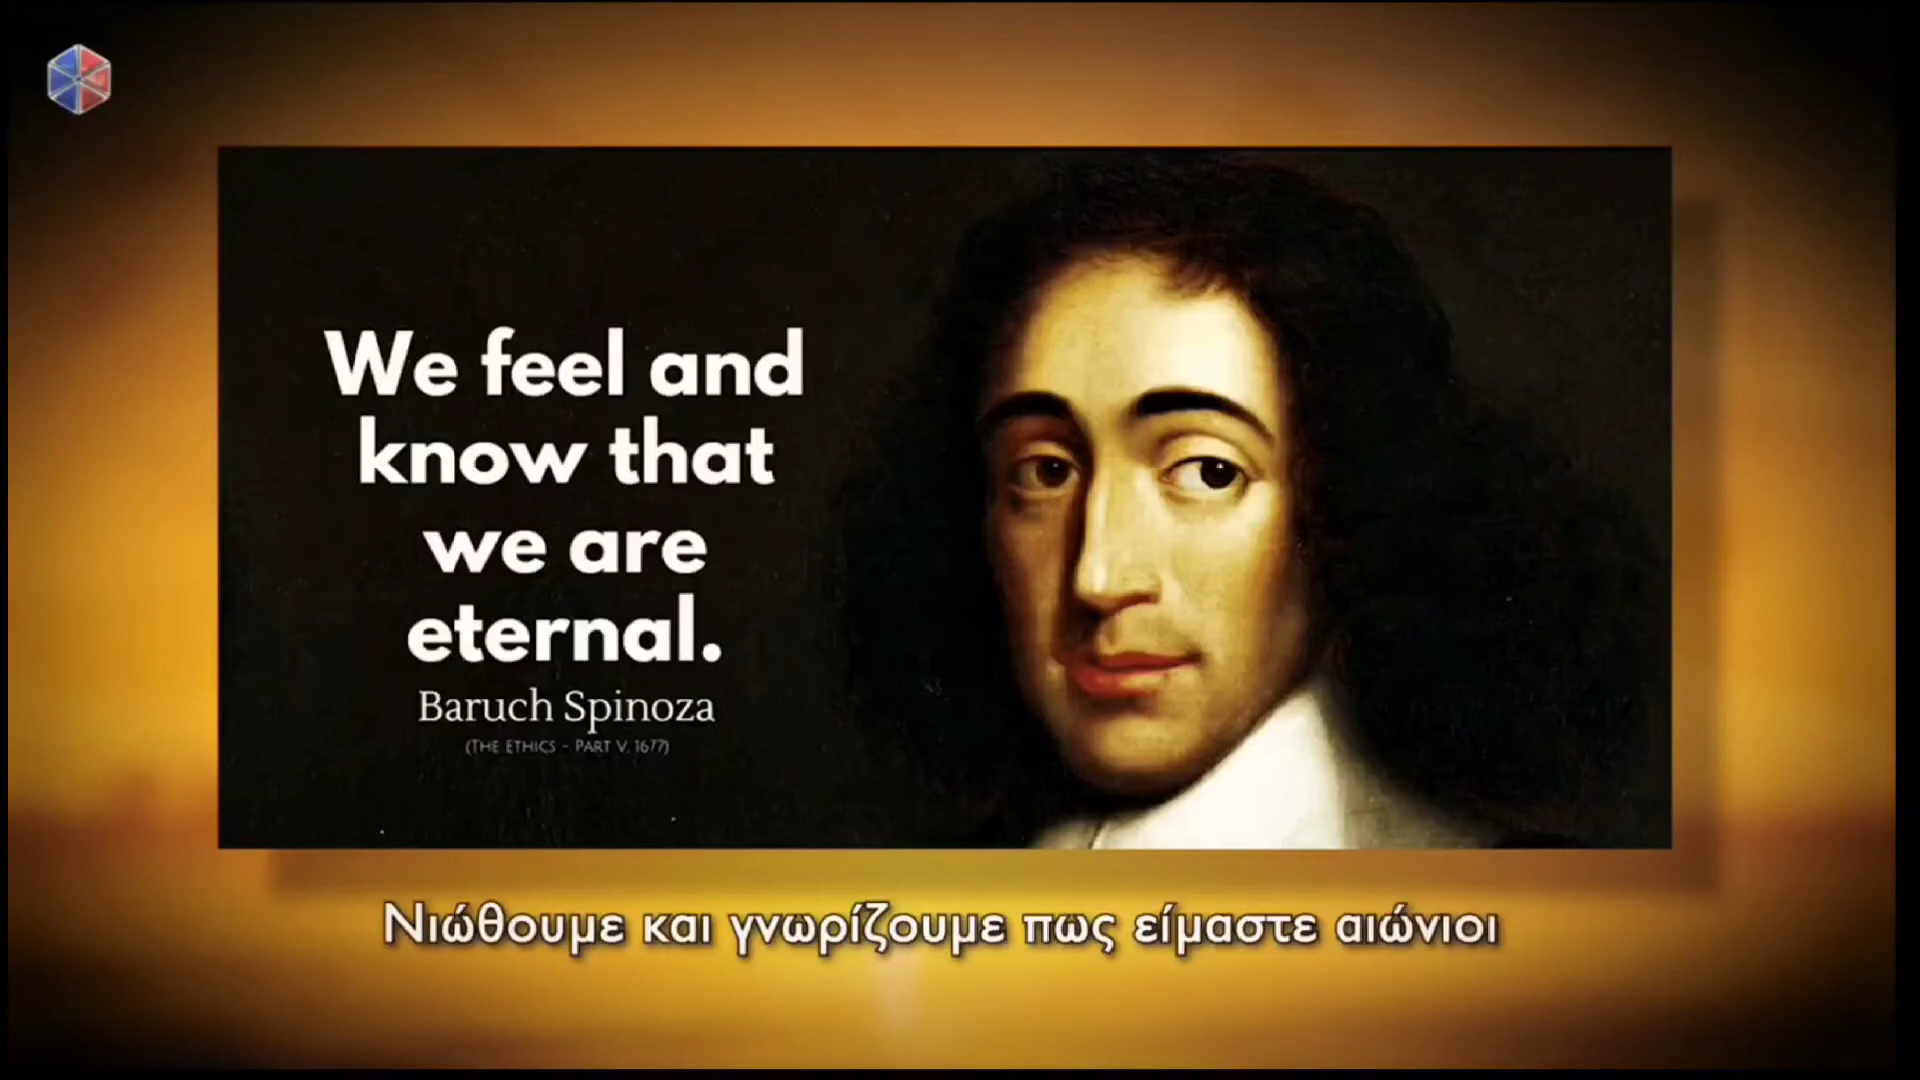 We feel and
know that
we are
eternal.
Baruch Spinoza
(The Ethics - Part V, 1677)
Νιώθουμε και γνωρίζουμε πως είμαστε αιώνιοι